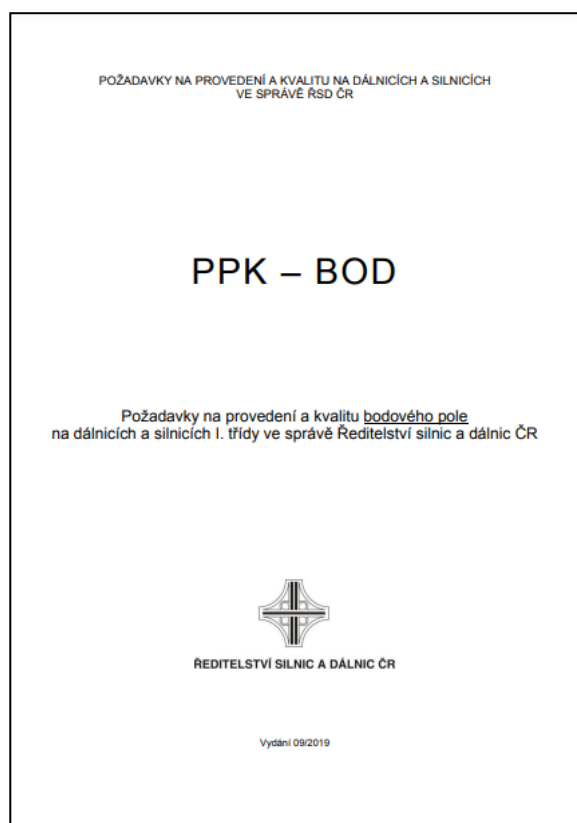 POŽADAVKY NA PROVEDENÍ A KVALITU NA DÁLNICÍCH A SILNICÍCH
VE SPRÁVĚ ŘSD ČR
PPK – BOD
Požadavky na provedení a kvalitu bodového pole
na dálnicích a silnicích I. třídy ve správě Ředitelství silnic a dálnic ČR
ŘEDITELSTVÍ SILNIC A DÁLNIC ČR
Vydání 09/2019